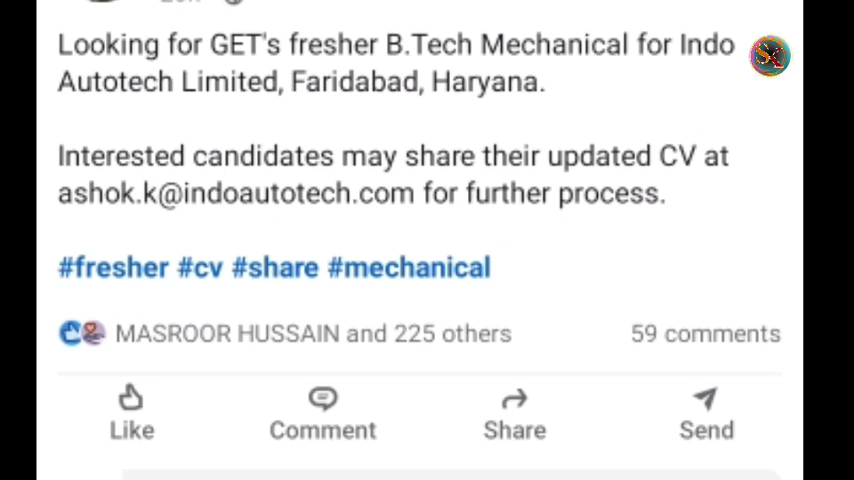 Looking for GET's fresher B.Tech Mechanical for Indo
Autotech Limited, Faridabad, Haryana.
Interested candidates may share their updated CV at
ashok.k@indoautotech.com for further process.
#fresher #cv #share #mechanical
MASROOR HUSSAIN and 225 others 59 comments
Like Comment Share Send